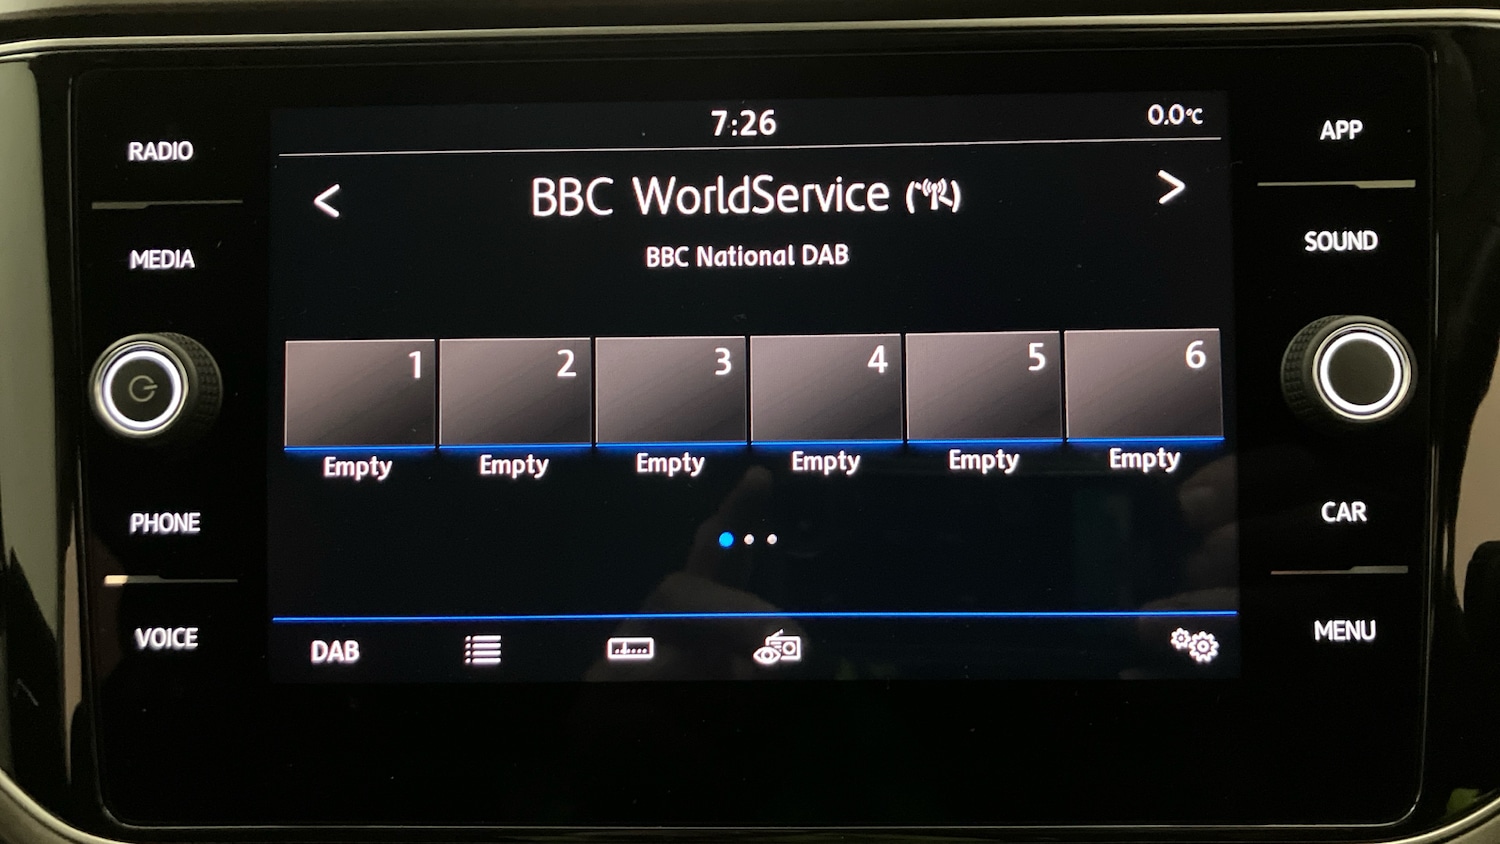 7:26
0.0°C
RADIO
APP
< BBC WorldService >
MEDIA
SOUND
BBC National DAB
1 2 3 4 5 6
Empty Empty Empty Empty Empty Empty
PHONE
CAR
VOICE
DAB
MENU